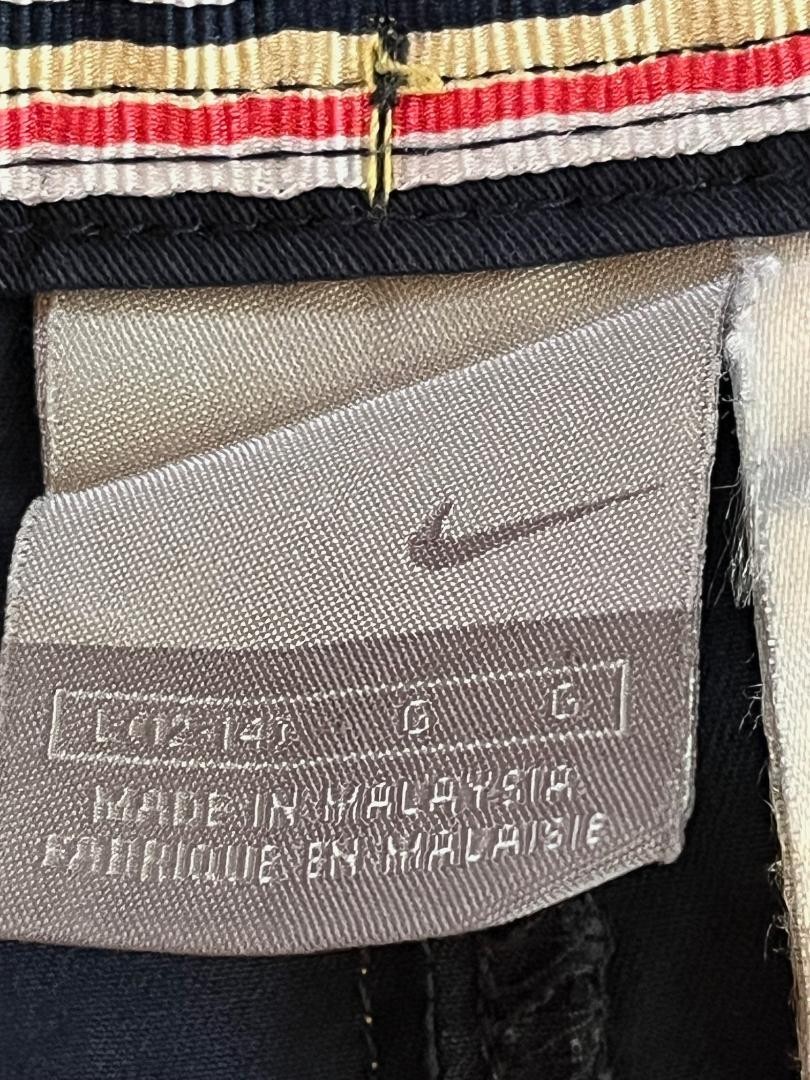 L (12-14) G G
MADE IN MALAYSIA
FABRIQUE EN MALAISIE